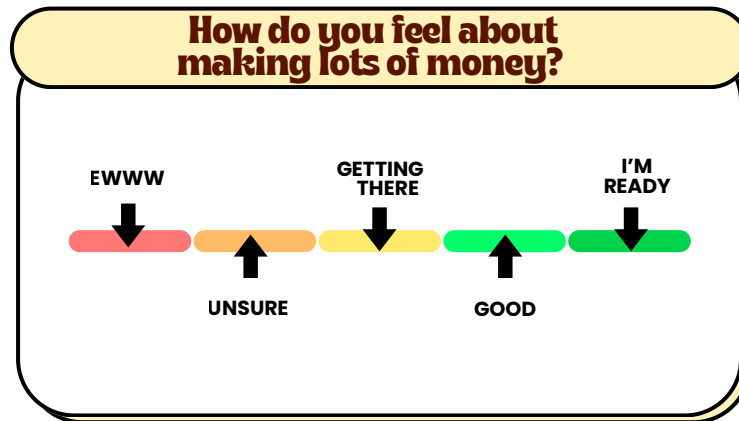 How do you feel about
making lots of money?
EWWW
UNSURE
GETTING
THERE
GOOD
I'M
READY